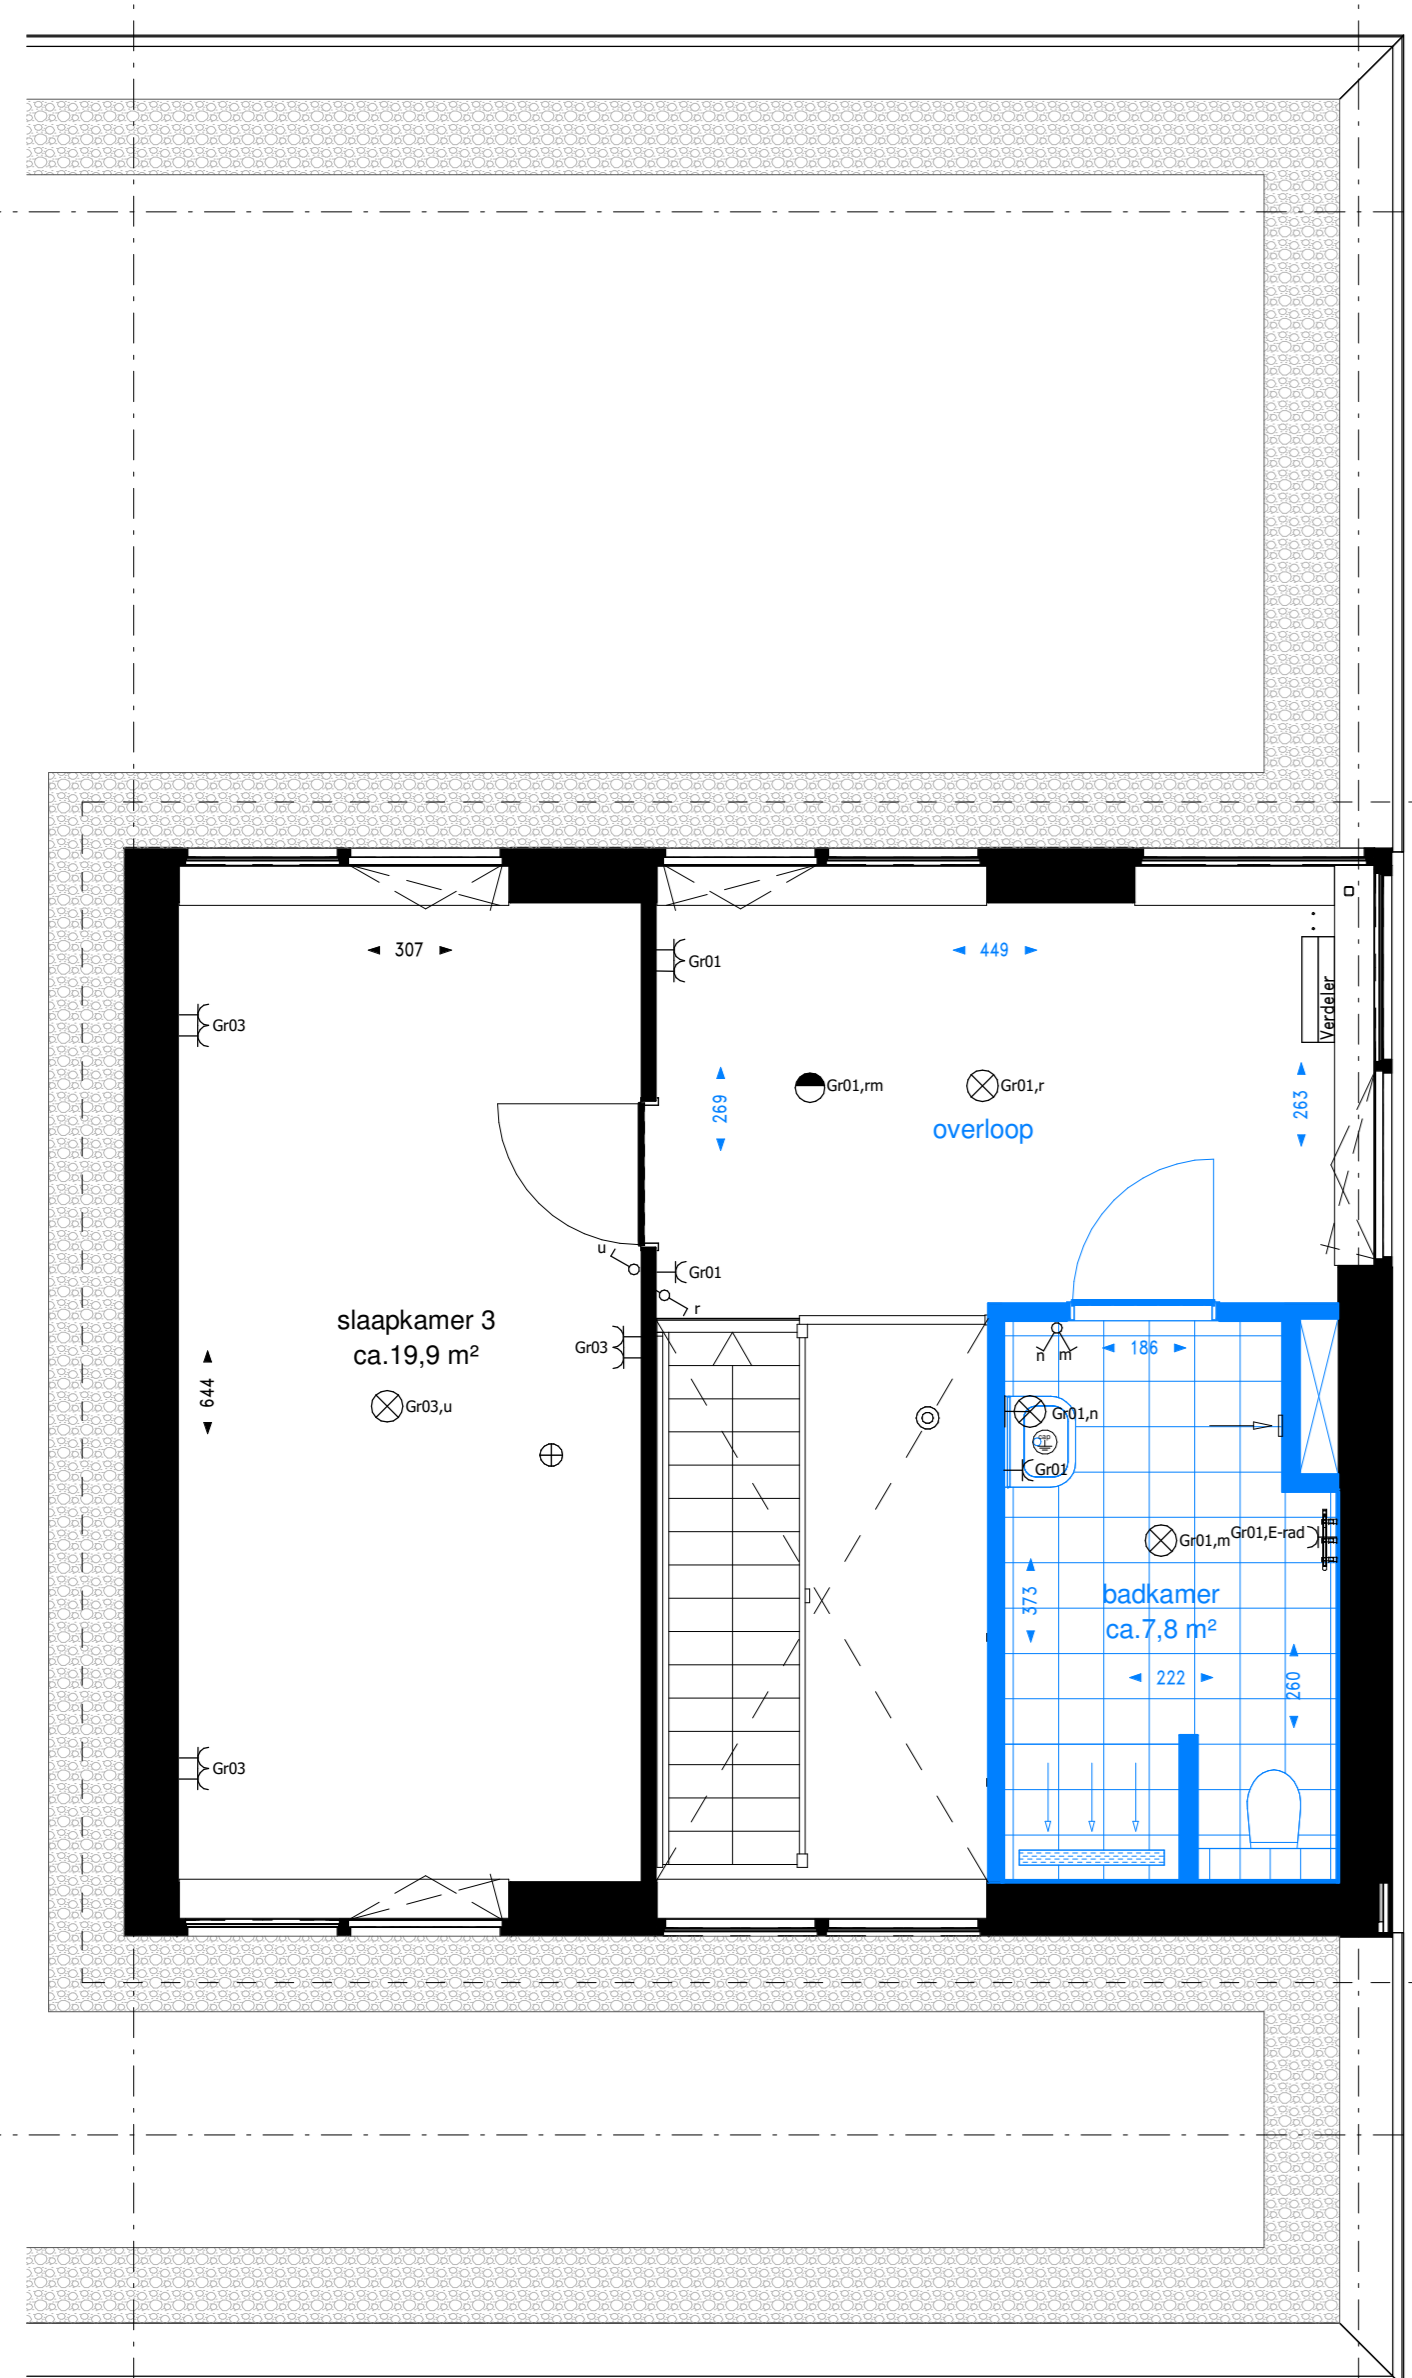 307
Gr01
449
Gr03
Verdeler
Gr01,rm
Gr01,r
269
263
overloop
u
Gr01
r
slaapkamer 3
ca.19,9 m²
Gr03
n
m
186
644
Gr03,u
Gr01,n
Gr01
Gr01,m
Gr01,E-rad
373
badkamer
ca.7,8 m²
222
260
Gr03